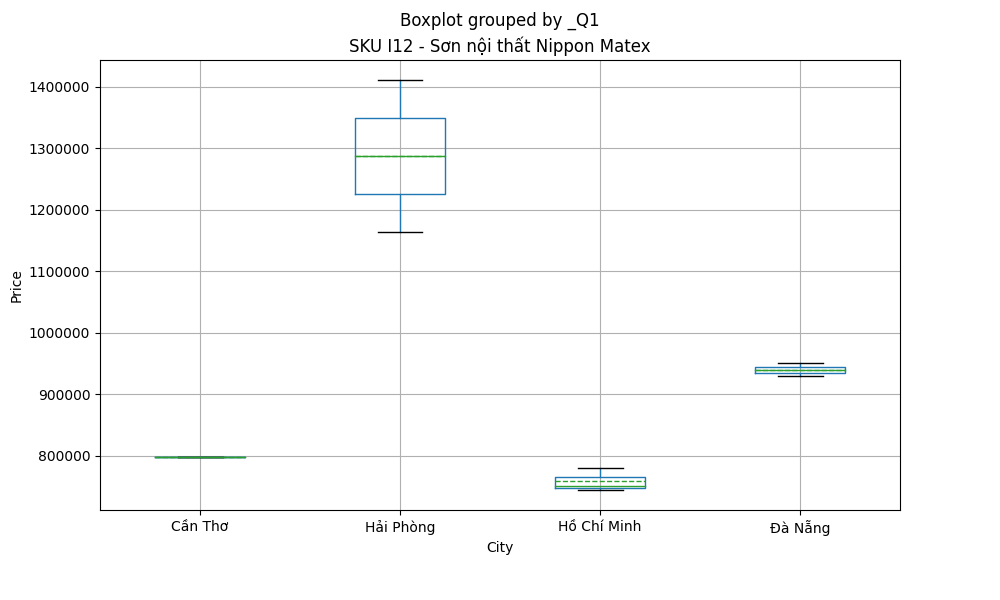 Boxplot grouped by _Q1
SKU I12 - Sơn nội thất Nippon Matex
1400000
1300000
1200000
1100000
1000000
900000
800000
Price
Cần Thơ
Hải Phòng
Hồ Chí Minh
Đà Nẵng
City